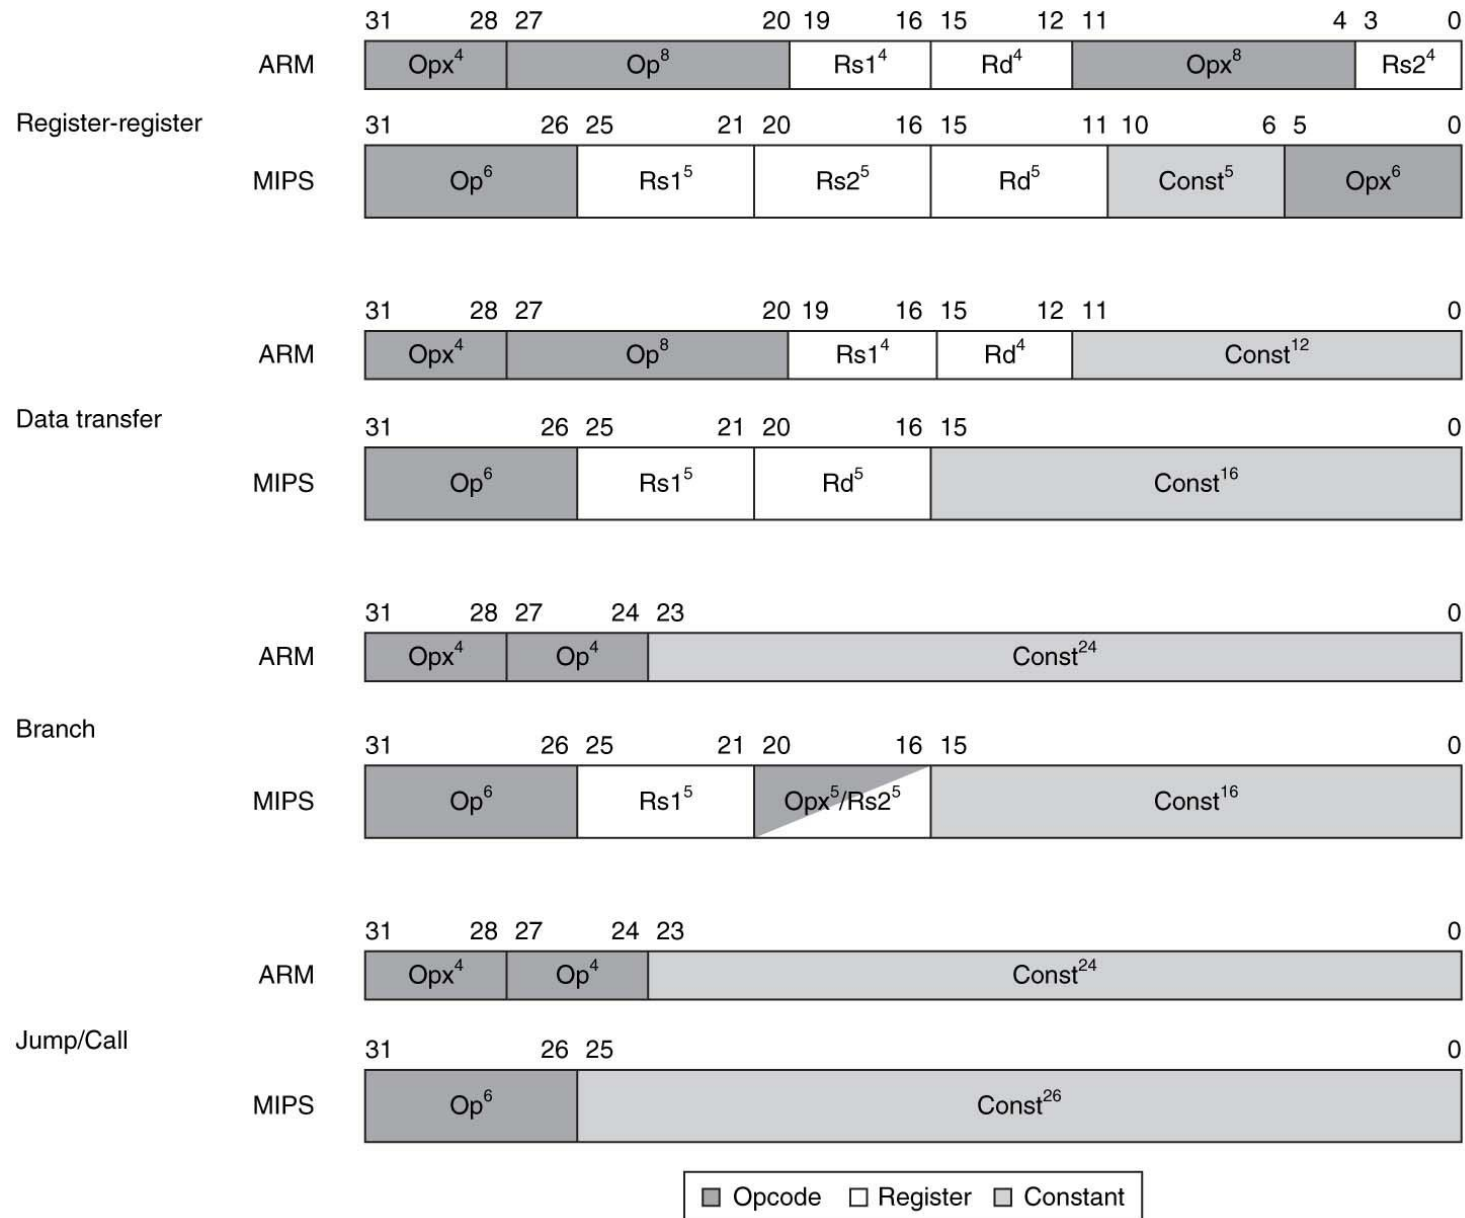 31 28 27 20 19 16 15 12 11 4 3 0
ARM Opx4 Op8 Rs14 Rd4 Opx8 Rs24
Register-register
31 26 25 21 20 16 15 11 10 6 5 0
MIPS Op6 Rs15 Rs25 Rd5 Const5 Opx6
31 28 27 20 19 16 15 12 11 0
ARM Opx4 Op8 Rs14 Rd4 Const12
Data transfer
31 26 25 21 20 16 15 0
MIPS Op6 Rs15 Rd5 Const16
31 28 27 24 23 0
ARM Opx4 Op4 Const24
Branch
31 26 25 21 20 16 15 0
MIPS Op6 Rs15 Opx5/Rs25 Const16
31 28 27 24 23 0
ARM Opx4 Op4 Const24
Jump/Call
31 26 25 0
MIPS Op6 Const26
Opcode Register Constant